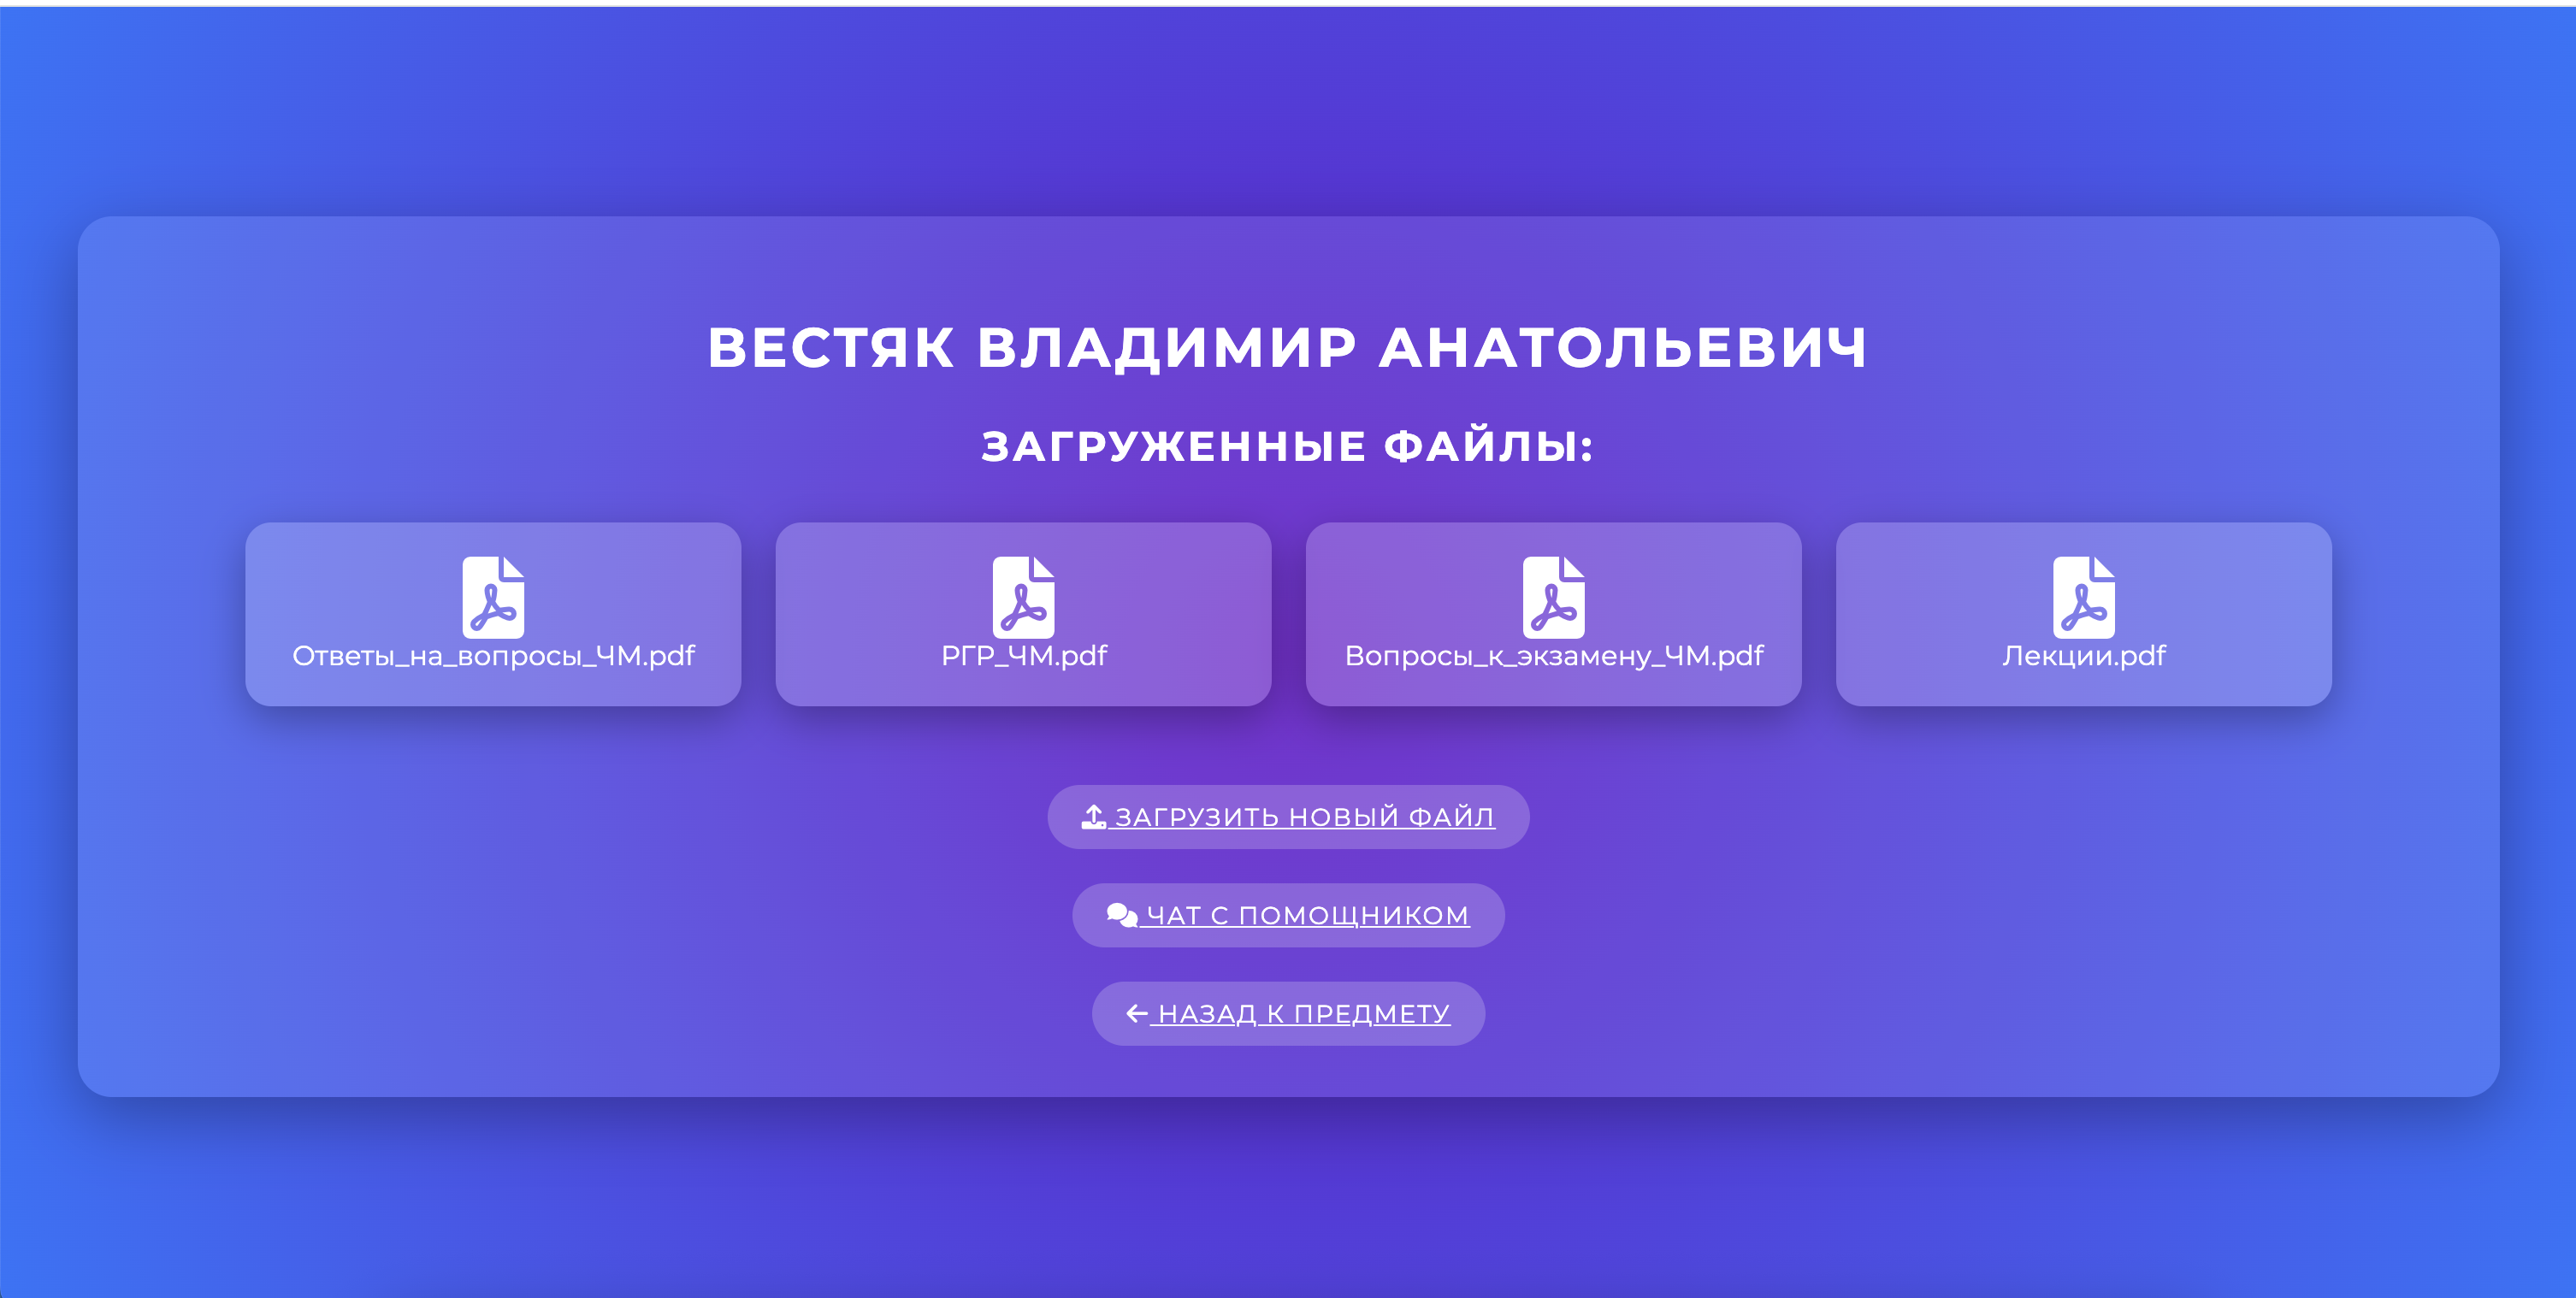 ВЕСТЯК ВЛАДИМИР АНАТОЛЬЕВИЧ
ЗАГРУЖЕННЫЕ ФАЙЛЫ:
Ответы_на_вопросы_ЧМ.pdf
РГР_ЧМ.pdf
Вопросы_к_экзамену_ЧМ.pdf
Лекции.pdf
ЗАГРУЗИТЬ НОВЫЙ ФАЙЛ
ЧАТ С ПОМОЩНИКОМ
НАЗАД К ПРЕДМЕТУ